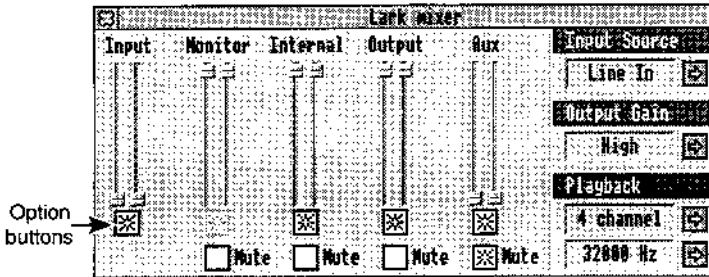 Lark mixer
Input Monitor Internal Output Aux
Input Source
Line In
Output Gain
High
Playback
4 channel
32000 Hz
Option
buttons
Mute Mute Mute Mute